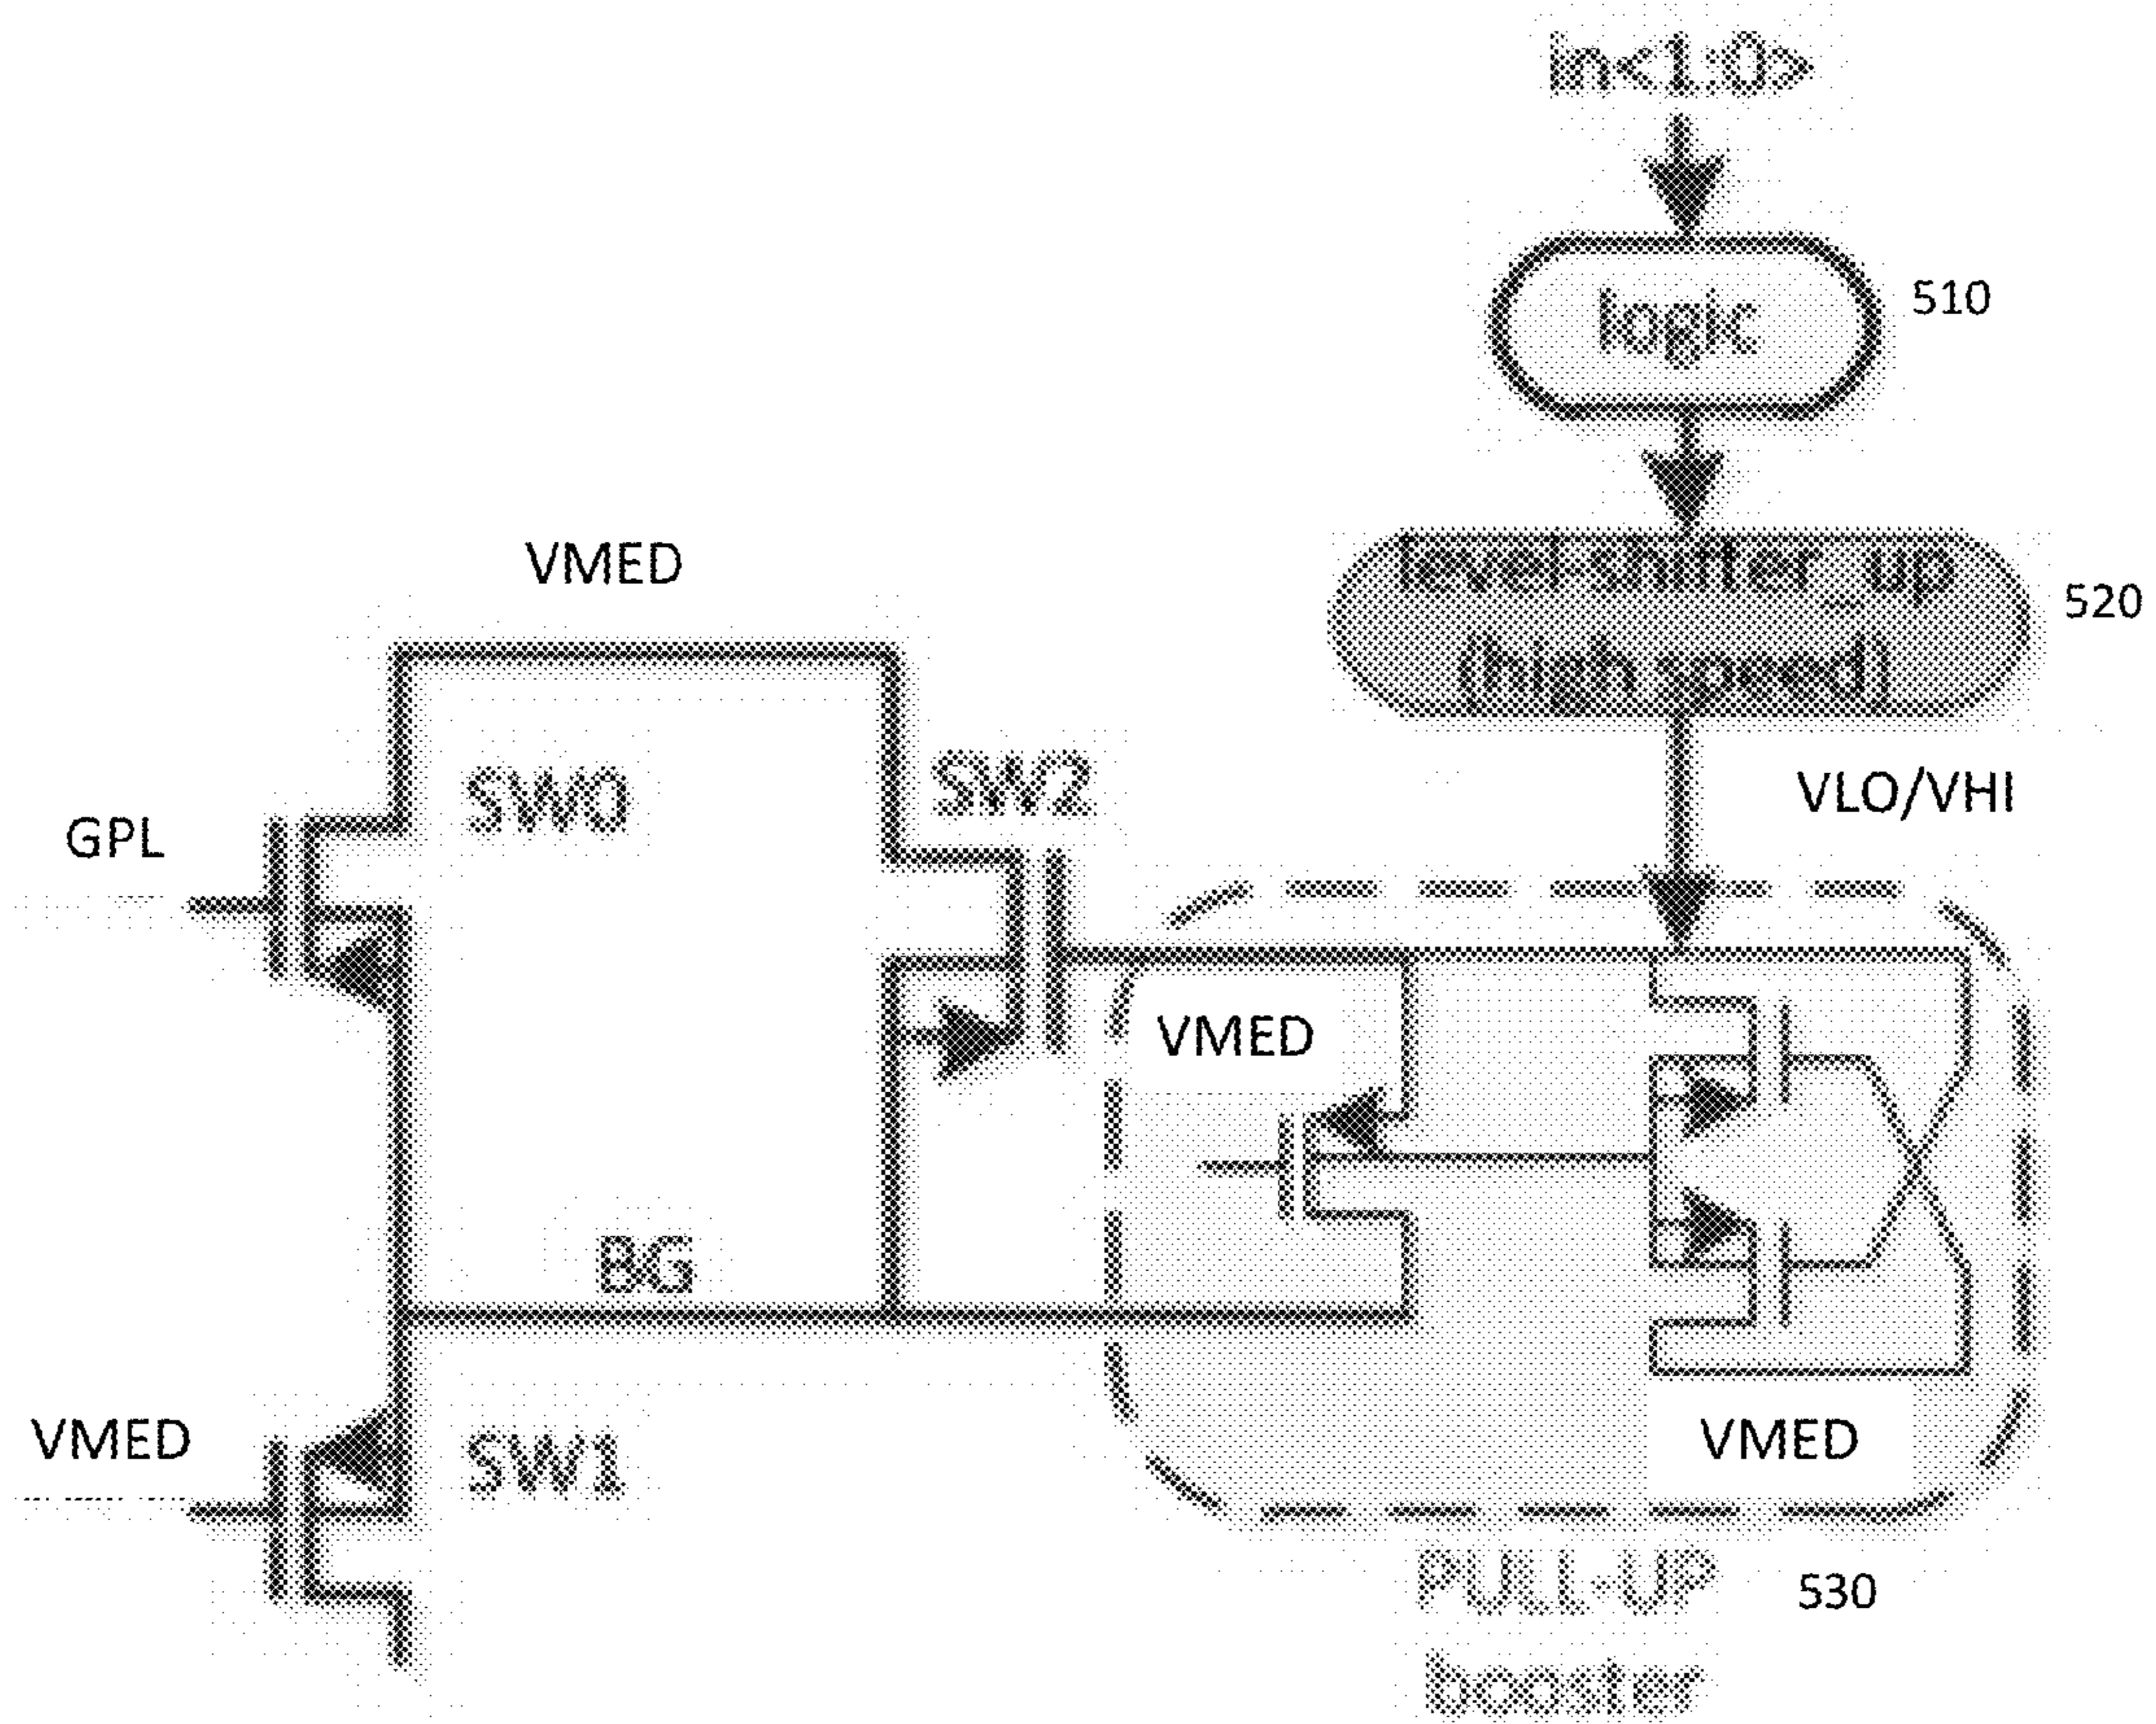 In<1:0>
logic
510
level-shifter_up
(high speed)
520
VMED
SW0
SW2
VLO/VHI
GPL
VMED
BG
VMED
SW1
VMED
PULL-UP
booster
530